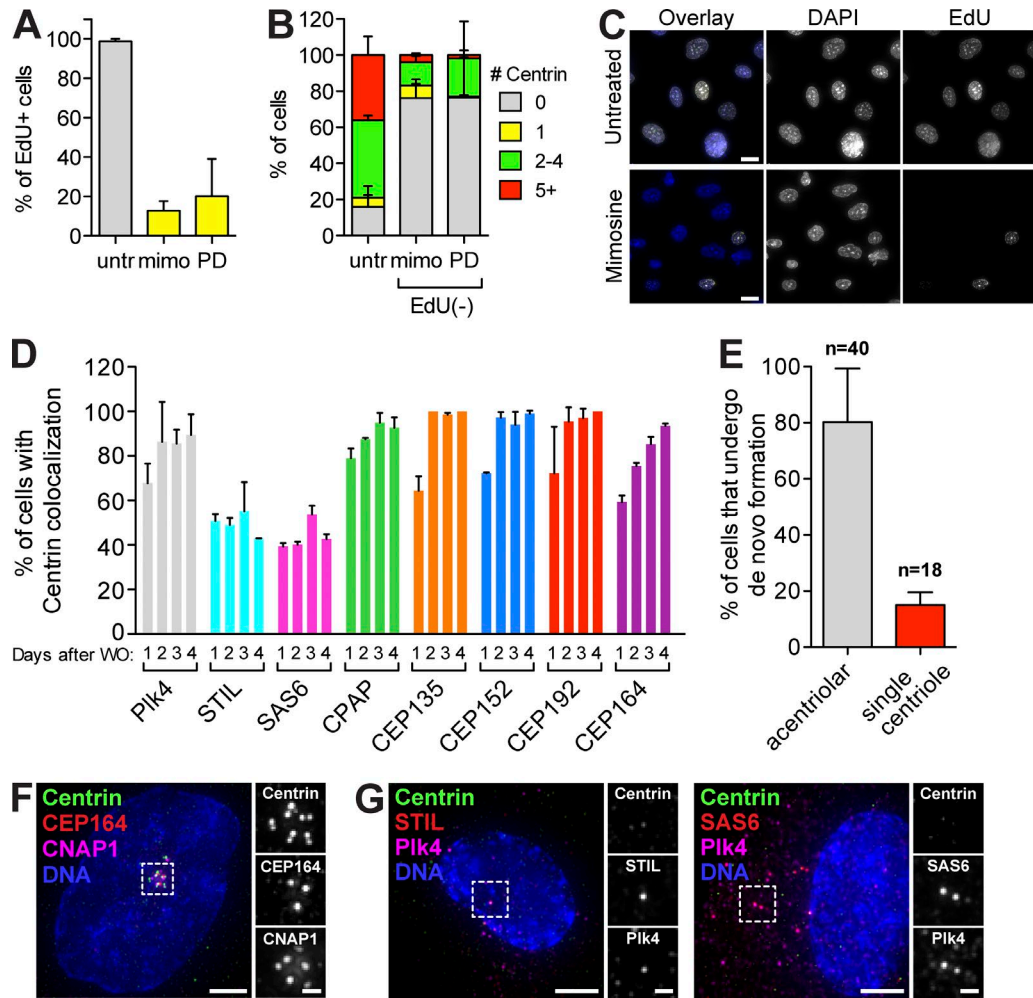 A
% of EdU+ cells
100
80
60
40
20
0
untr mimo PD
B
% of cells
100
80
60
40
20
0
untr mimo PD
EdU(-)
# Centrin
0
1
2-4
5+
C
Overlay DAPI EdU
Untreated
Mimosine
D
% of cells with
Centrin colocalization
120
100
80
60
40
20
0
Days after WO: 1 2 3 4 1 2 3 4 1 2 3 4 1 2 3 4 1 2 3 4 1 2 3 4 1 2 3 4 1 2 3 4
Plk4 STIL SAS6 CPAP CEP135 CEP152 CEP192 CEP164
E
% of cells that undergo
de novo formation
100
80
60
40
20
0
n=40
n=18
acentriolar
single
centriole
F
Centrin
CEP164
CNAP1
DNA
Centrin
CEP164
CNAP1
G
Centrin
STIL
Plk4
DNA
Centrin
STIL
Plk4
Centrin
SAS6
Plk4
DNA
Centrin
SAS6
Plk4